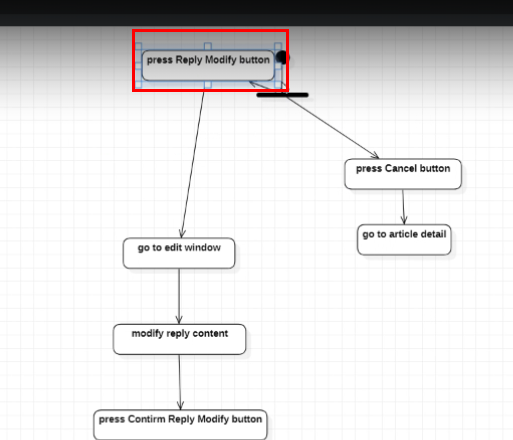 press Reply Modify button
press Cancel button
go to article detail
go to edit window
modify reply content
press Contirm Reply Modify button